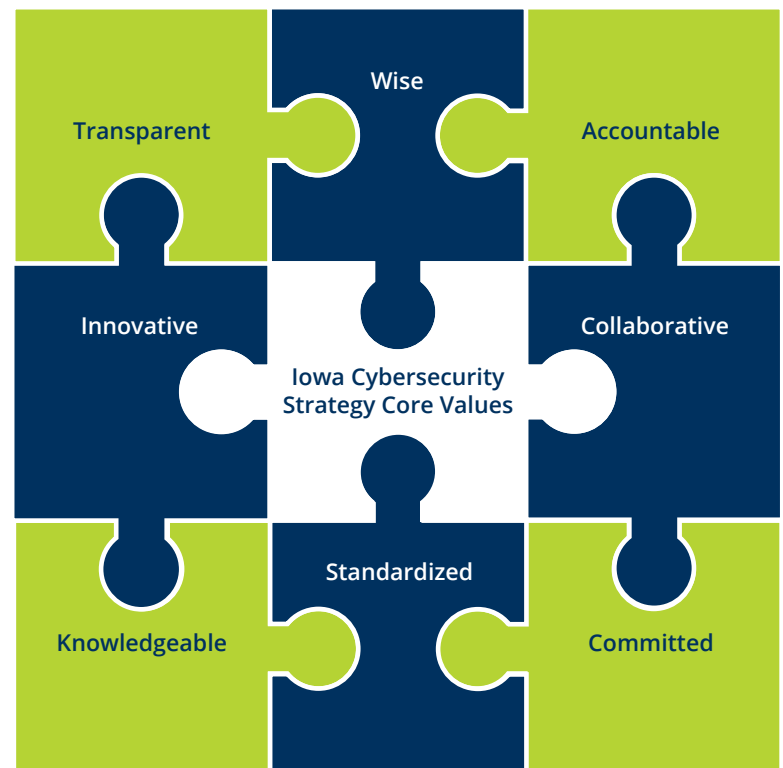 Wise
Transparent
Accountable
Innovative
Collaborative
Iowa Cybersecurity
Strategy Core Values
Standardized
Knowledgeable
Committed